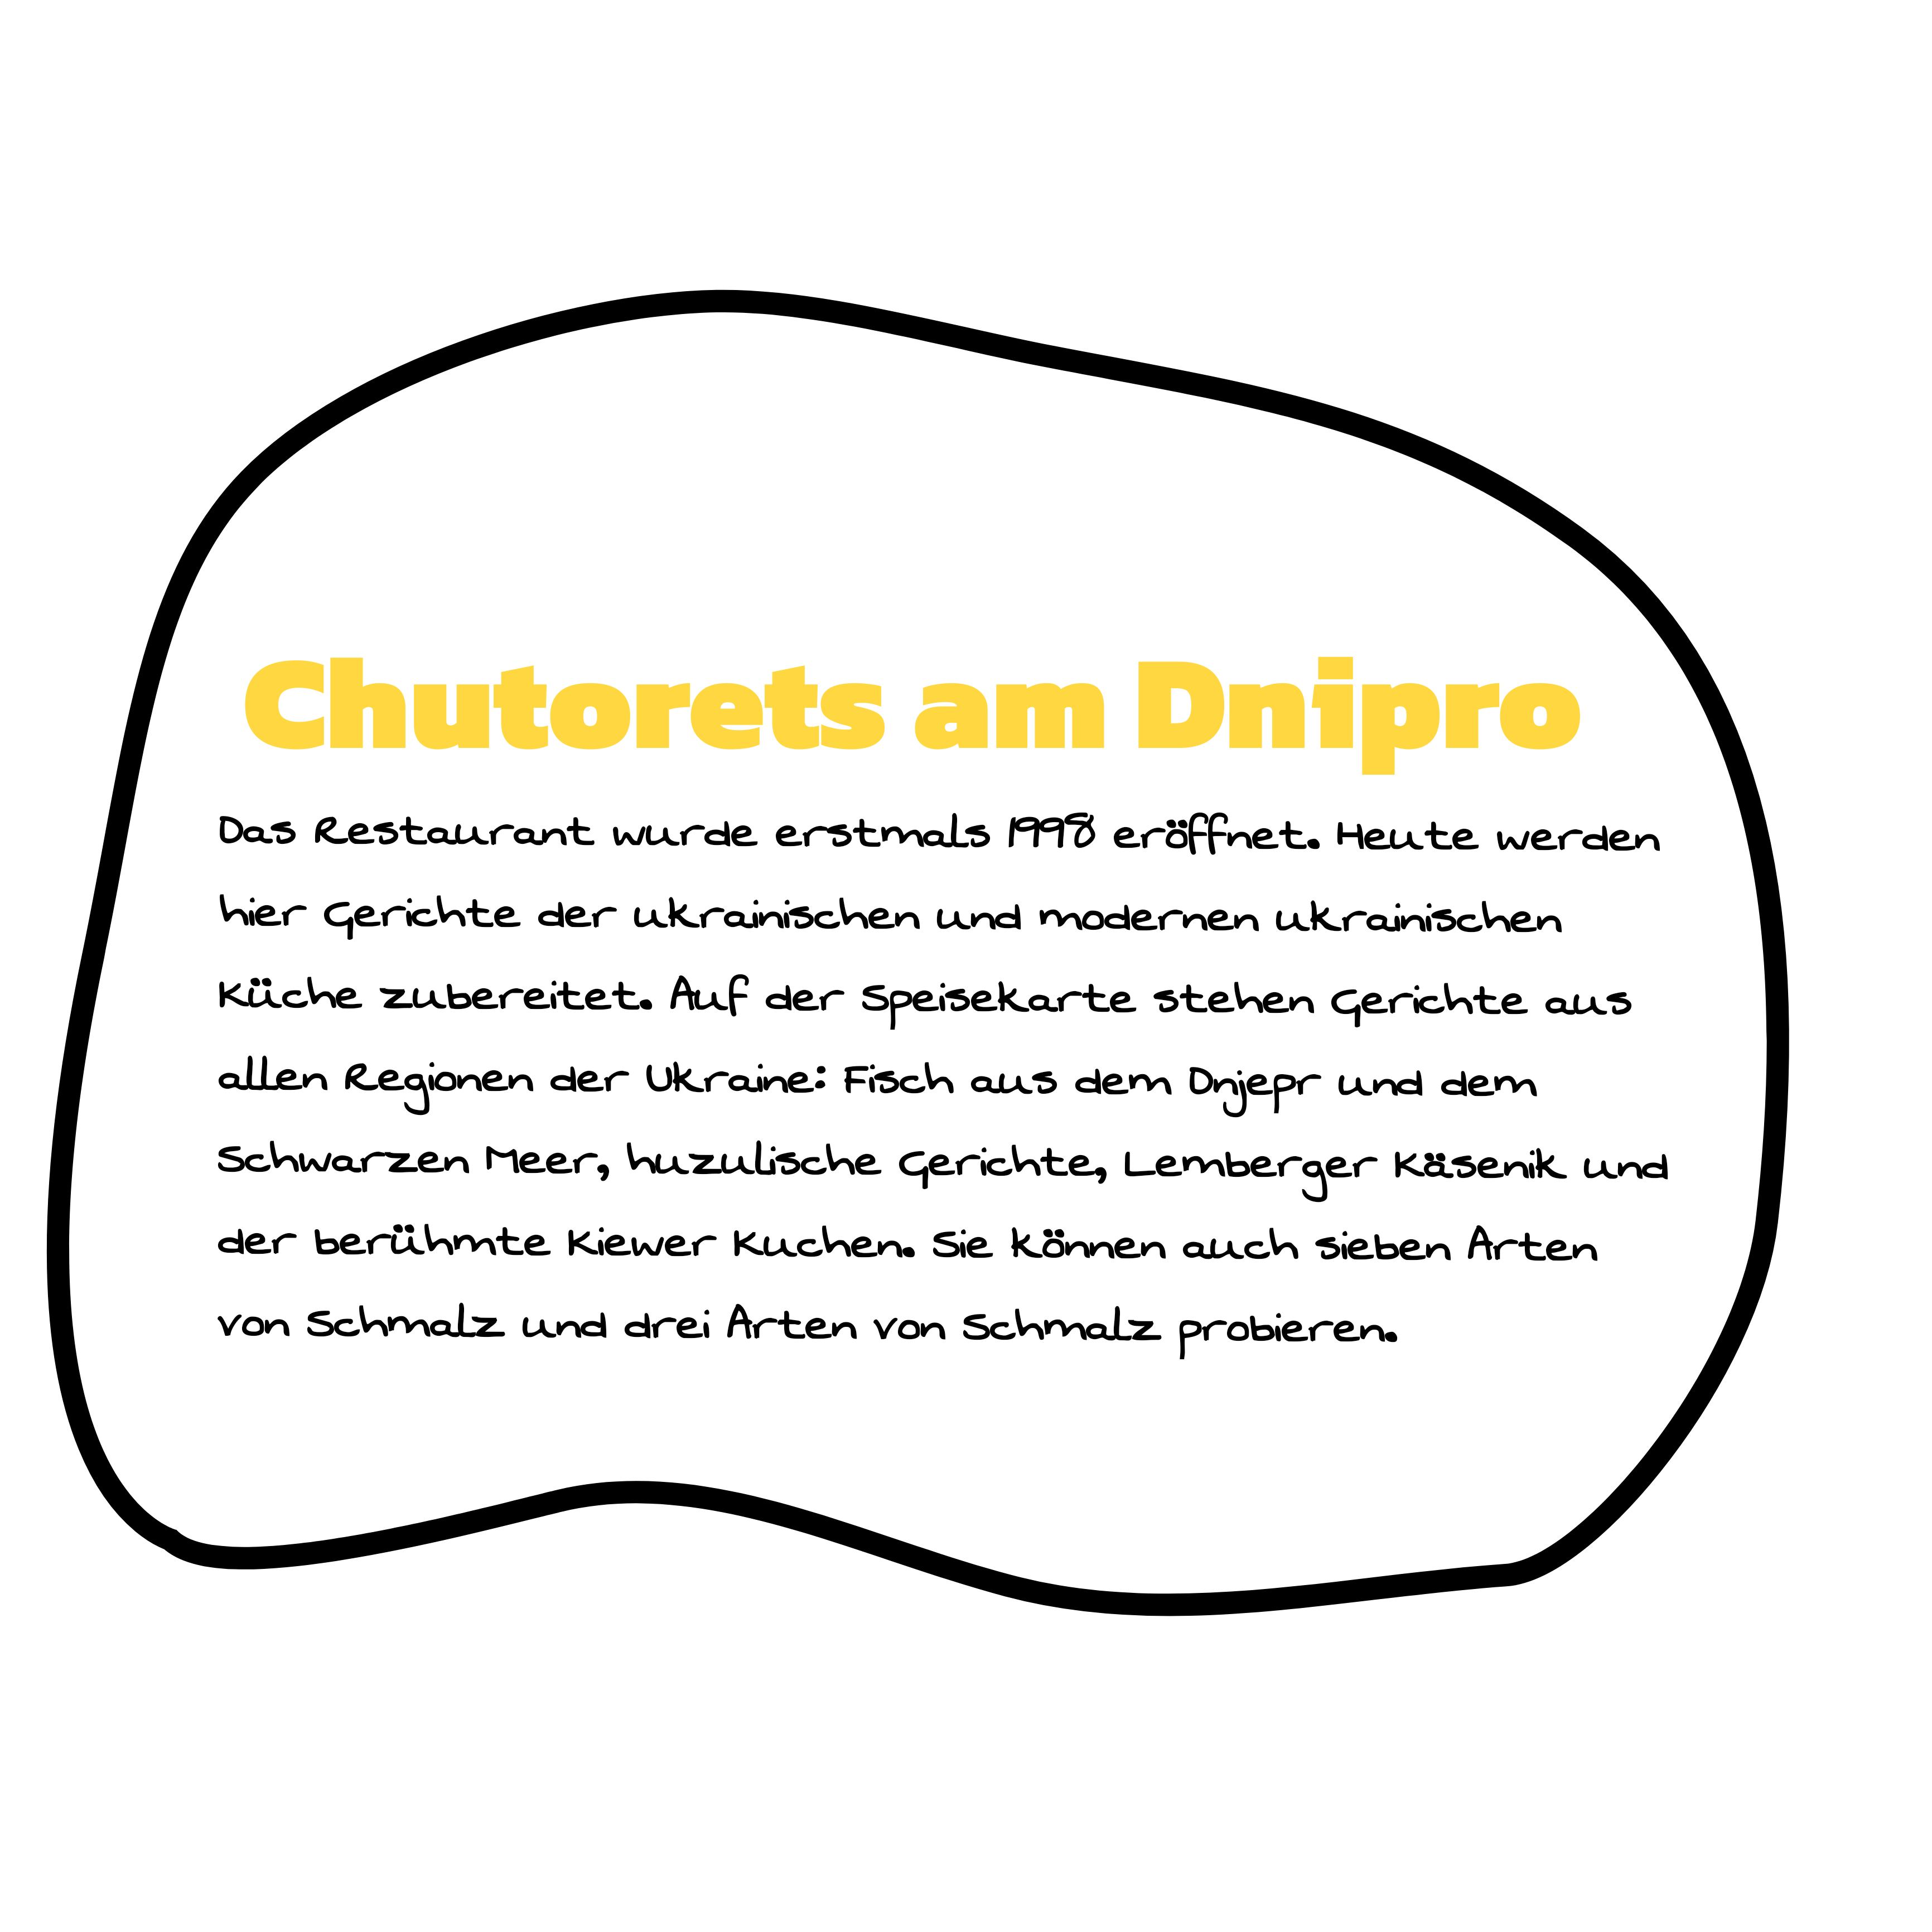 Chutorets am Dnipro
Das Restaurant wurde erstmals 1998 eröffnet. Heute werden
hier Gerichte der ukrainischen und modernen ukrainischen
Küche zubereitet. Auf der Speisekarte stehen Gerichte aus
allen Regionen der Ukraine: Fisch aus dem Dnjepr und dem
Schwarzen Meer, huzulische Gerichte, Lemberger Käsenik und
der berühmte Kiewer Kuchen. Sie können auch sieben Arten
von Schmalz und drei Arten von Schmalz probieren.